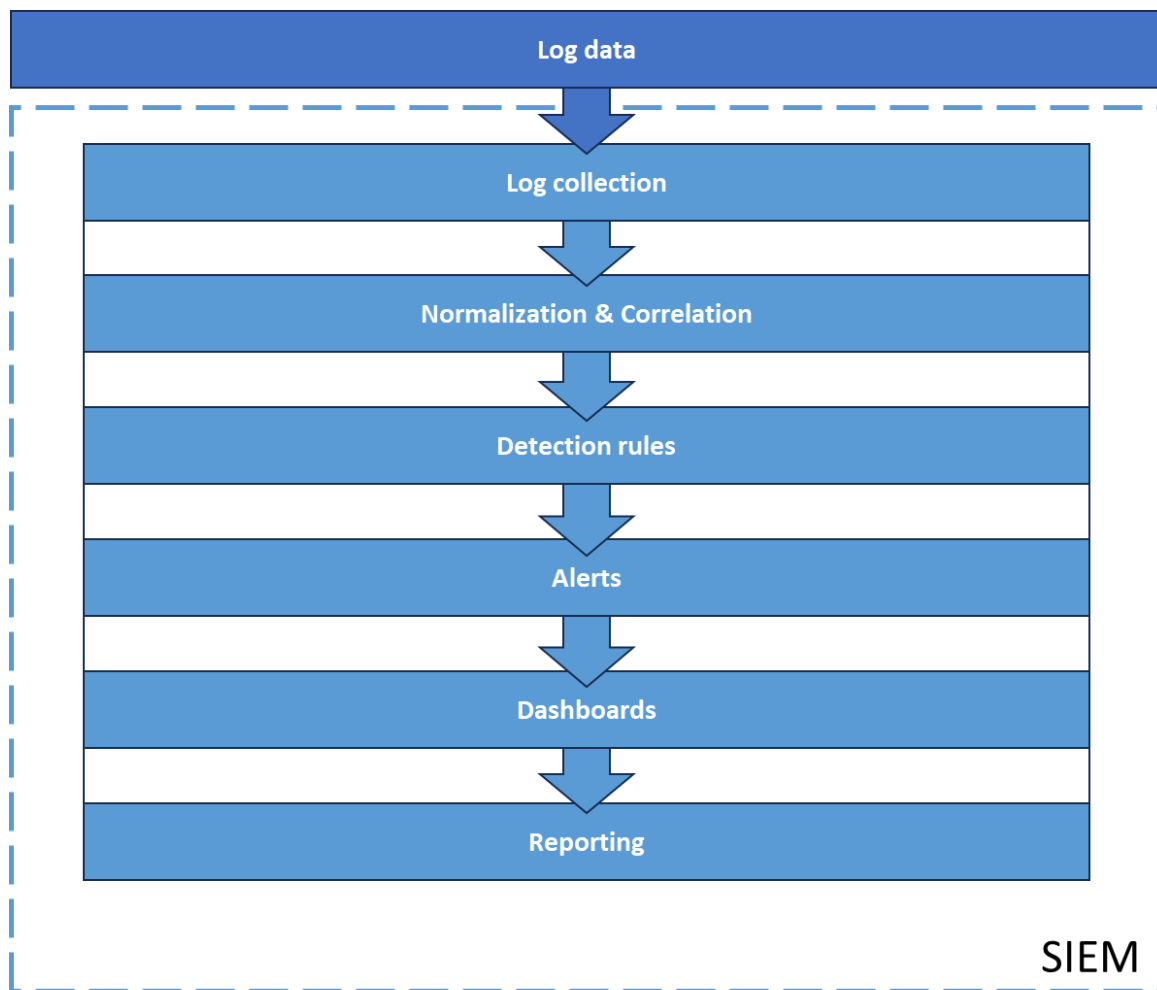 Log data
Log collection
Normalization & Correlation
Detection rules
Alerts
Dashboards
Reporting
SIEM